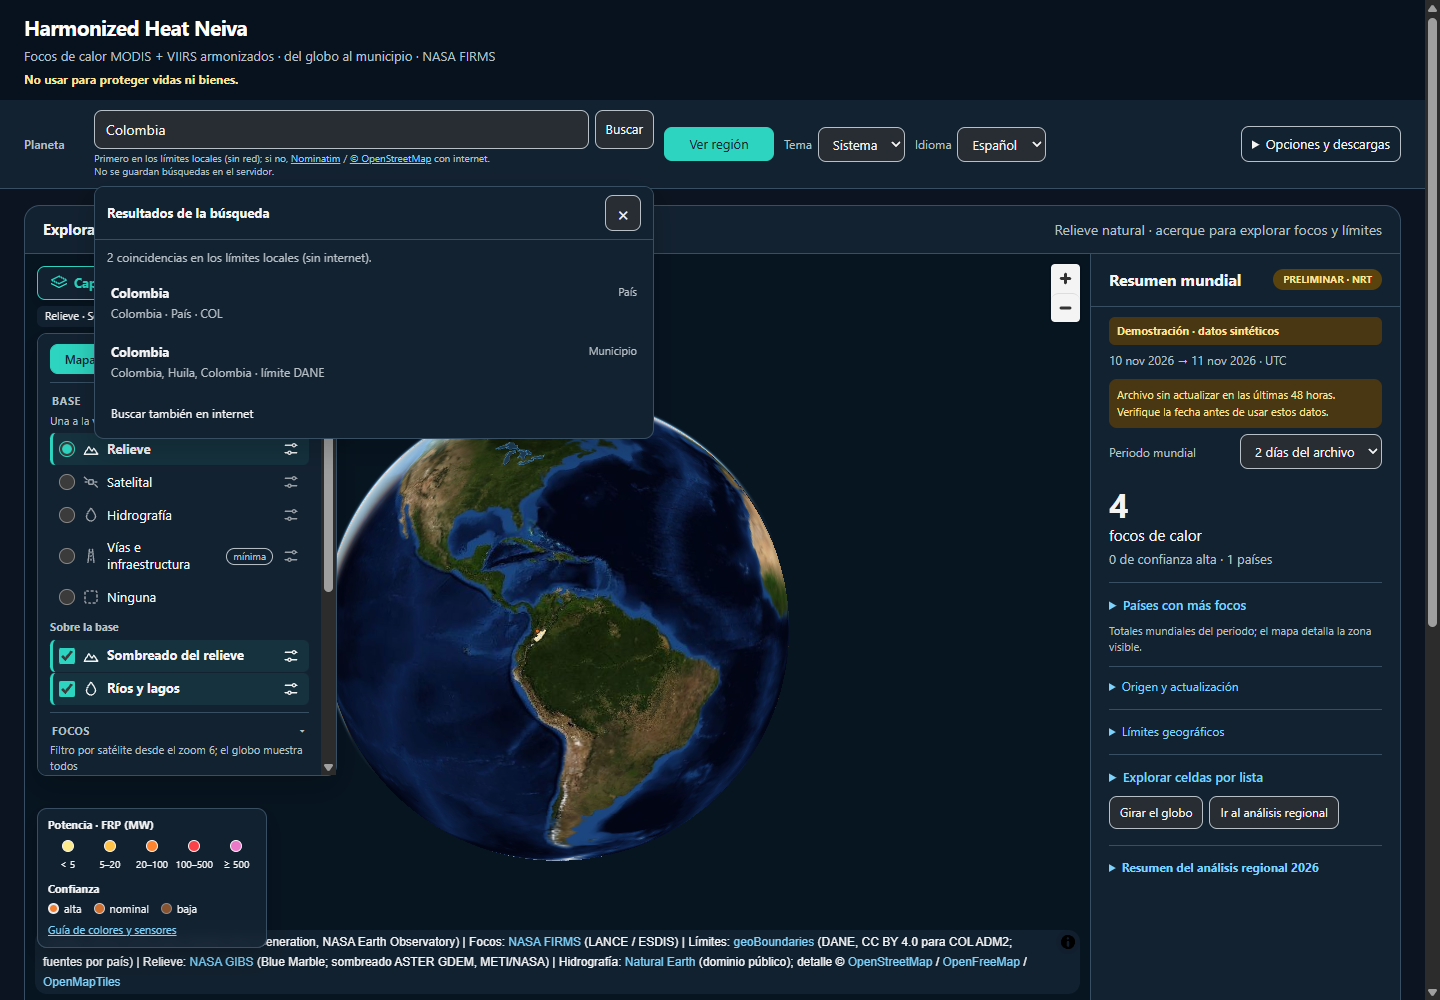 Harmonized Heat Neiva
Focos de calor MODIS + VIIRS armonizados · del globo al municipio · NASA FIRMS
No usar para proteger vidas ni bienes.
Planeta
Colombia
Buscar
Primero en los límites locales (sin red); si no, Nominatim / © OpenStreetMap con internet.
No se guardan búsquedas en el servidor.
Ver región
Tema
Sistema
Idioma
Español
Opciones y descargas
Resultados de la búsqueda
×
2 coincidencias en los límites locales (sin internet).
Colombia
País
Colombia · País · COL
Colombia
Municipio
Colombia, Huila, Colombia · límite DANE
Buscar también en internet
Relieve natural · acerque para explorar focos y límites
+
−
Relieve
BASE
Relieve
Satelital
Hidrografía
Vías e
infraestructura
mínima
Ninguna
Sobre la base
Sombreado del relieve
Ríos y lagos
FOCOS
Filtro por satélite desde el zoom 6; el globo muestra
todos
Potencia · FRP (MW)
< 5
5–20
20–100
100–500
≥ 500
Confianza
alta
nominal
baja
Guía de colores y sensores
NASA Earth Observatory) | Focos: NASA FIRMS (LANCE / ESDIS) | Límites: geoBoundaries (DANE, CC BY 4.0 para COL ADM2;
fuentes por país) | Relieve: NASA GIBS (Blue Marble; sombreado ASTER GDEM, METI/NASA) | Hidrografía: Natural Earth (dominio público); detalle © OpenStreetMap / OpenFreeMap /
OpenMapTiles
Resumen mundial
PRELIMINAR · NRT
Demostración · datos sintéticos
10 nov 2026 → 11 nov 2026 · UTC
Archivo sin actualizar en las últimas 48 horas.
Verifique la fecha antes de usar estos datos.
Periodo mundial
2 días del archivo
4
focos de calor
0 de confianza alta · 1 países
Países con más focos
Totales mundiales del periodo; el mapa detalla la zona
visible.
Origen y actualización
Límites geográficos
Explorar celdas por lista
Girar el globo
Ir al análisis regional
Resumen del análisis regional 2026